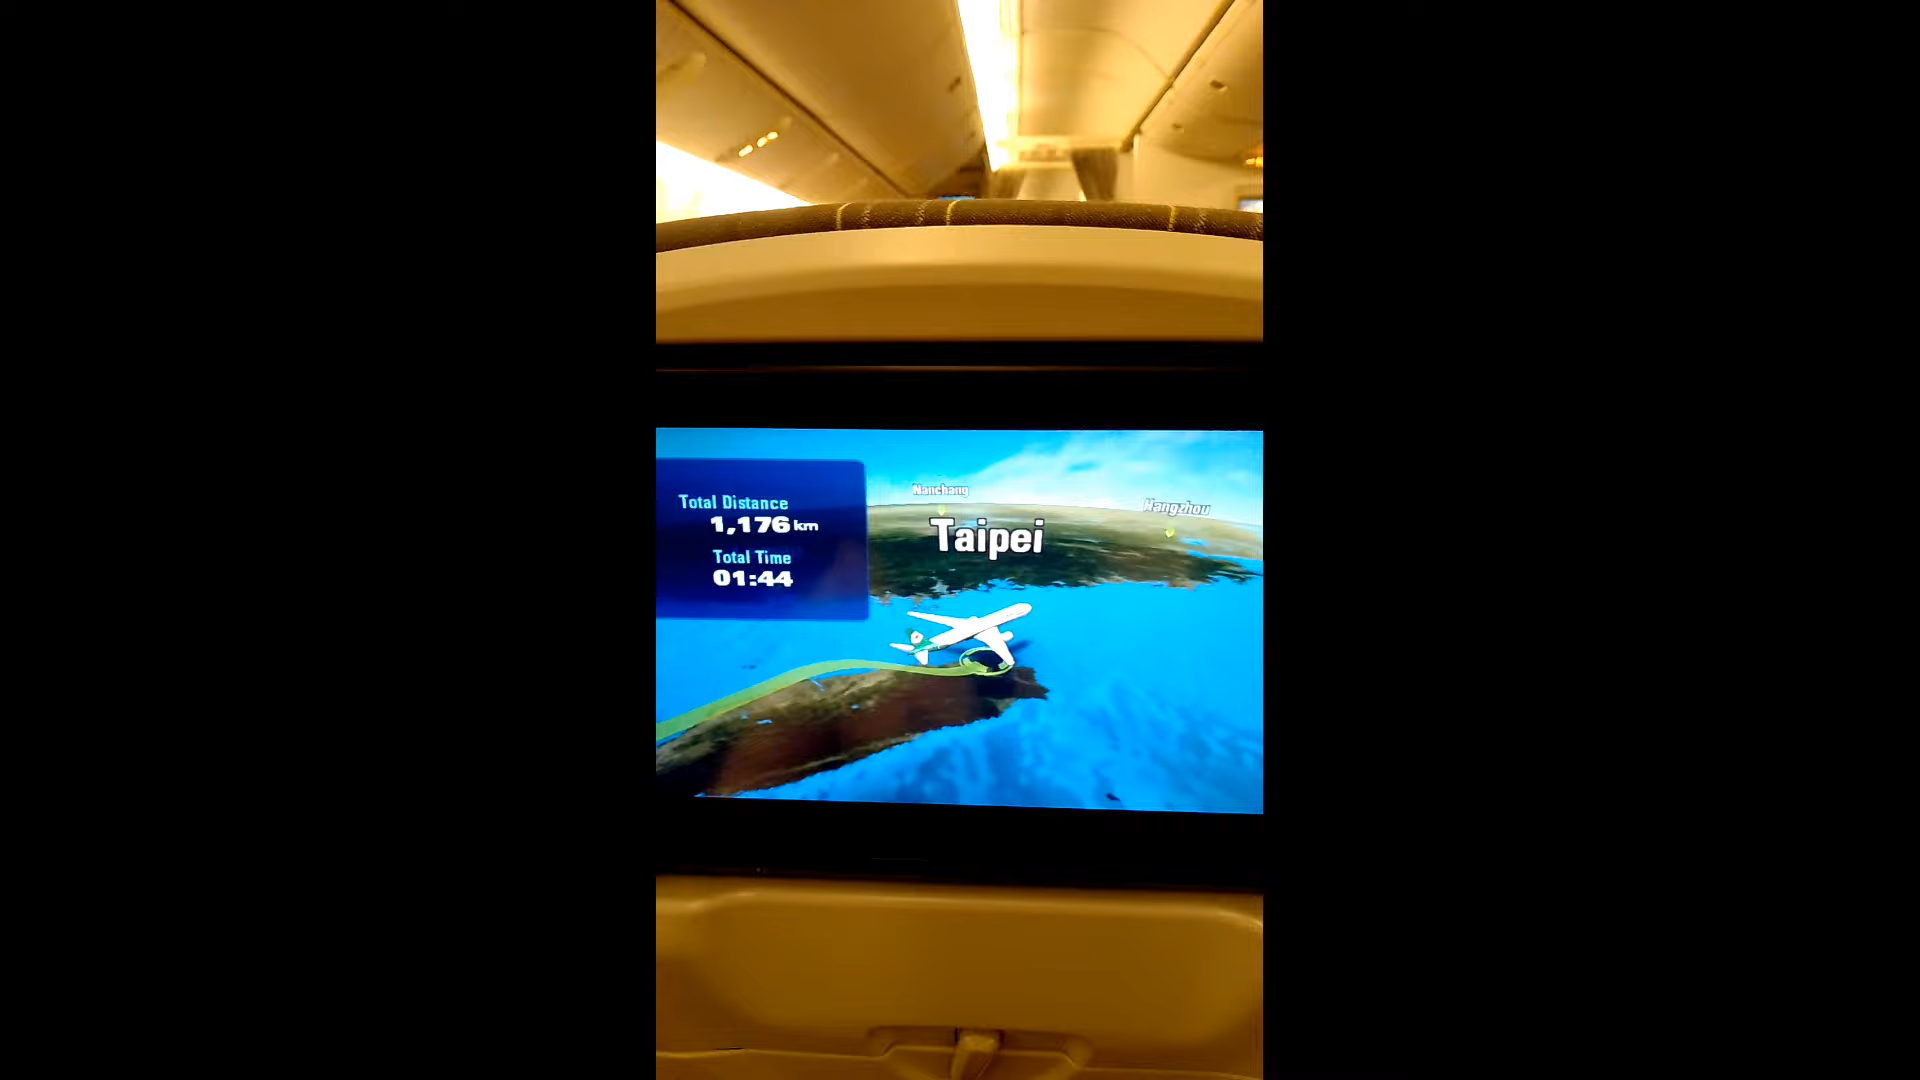 Nanchang
Hangzhou
Taipei
Total Distance
1,176 km
Total Time
01:44